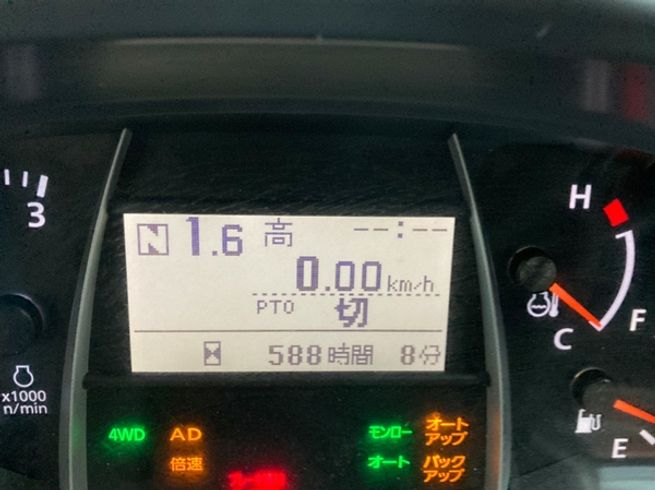 3
x1000
n/min
N 1.6 高 --:--
0.00 km/h
PTO 切
588時間 8分
4WD AD
倍速
モンロー オート
アップ
オート バック
アップ
H
C
F
E